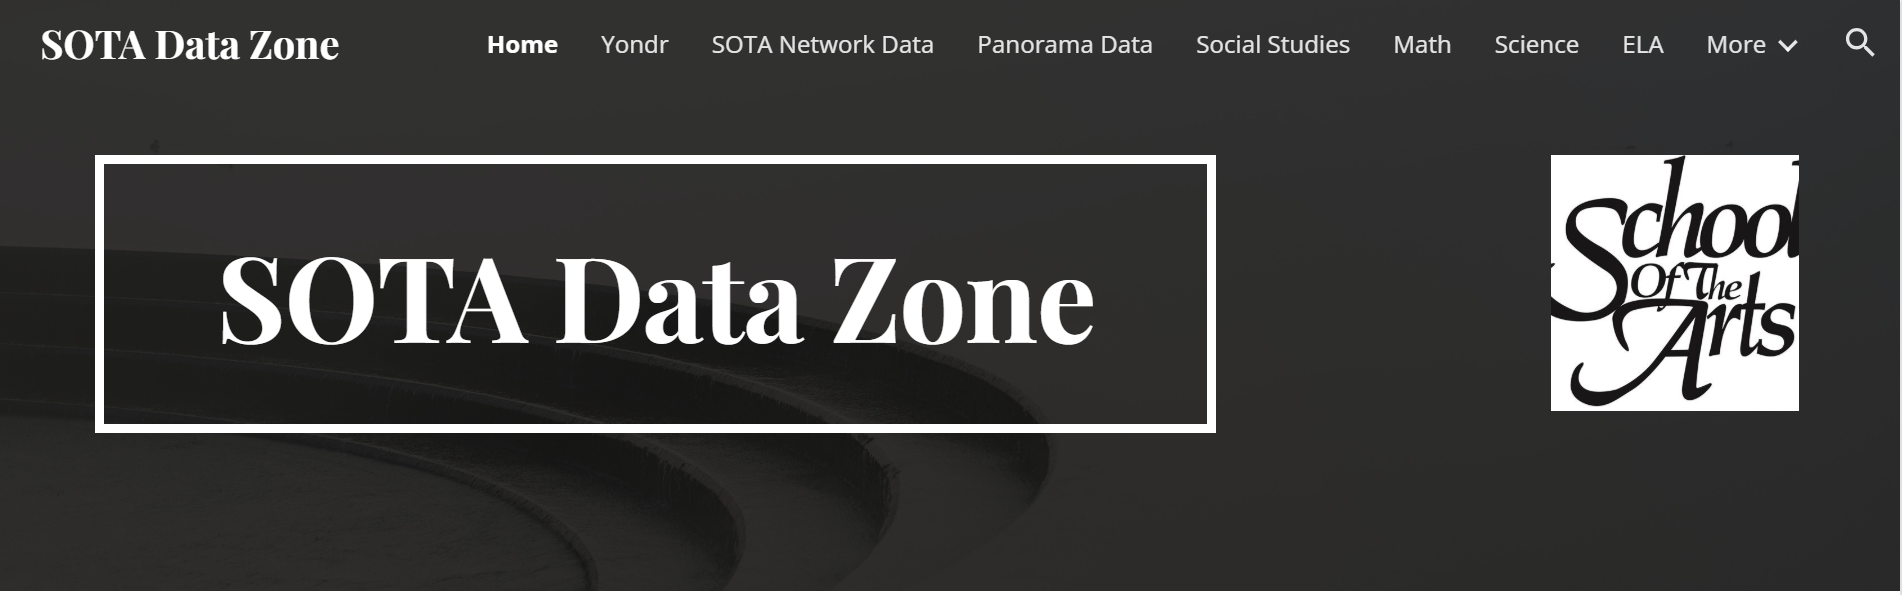 SOTA Data Zone
Home Yondr SOTA Network Data Panorama Data Social Studies Math Science ELA More
SOTA Data Zone
School
Of The
Arts